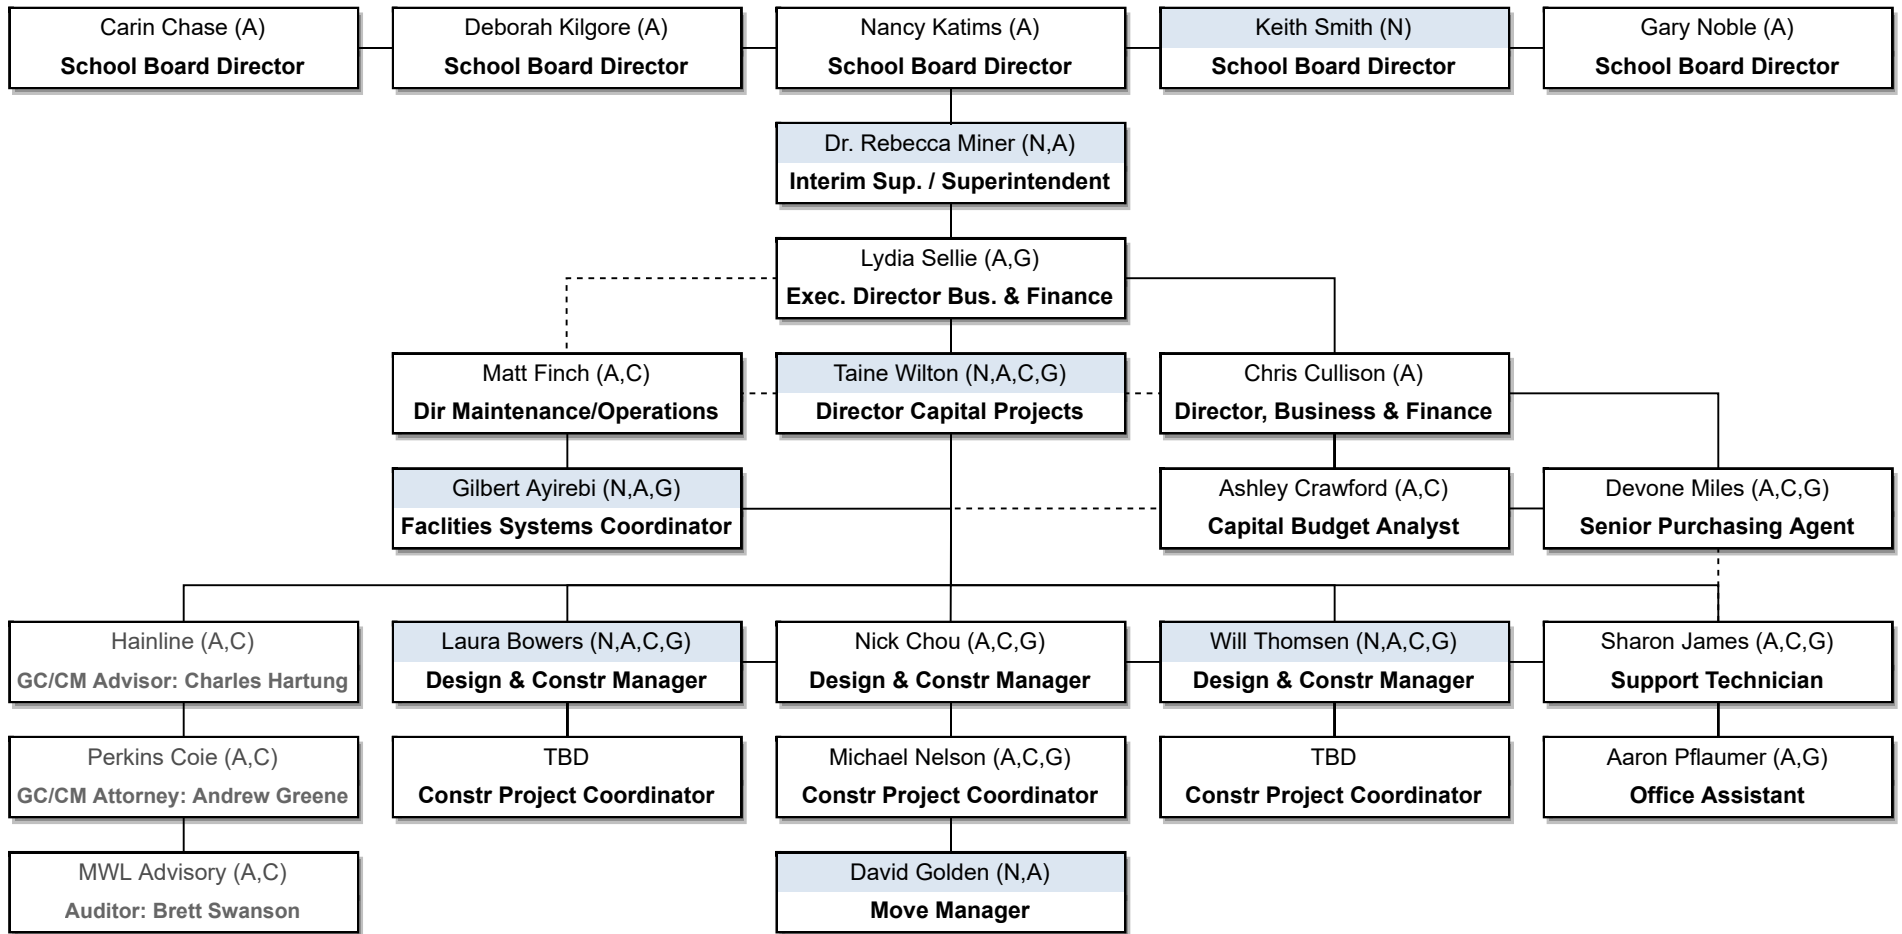 Carin Chase (A)
School Board Director
Deborah Kilgore (A)
School Board Director
Nancy Katims (A)
School Board Director
Keith Smith (N)
School Board Director
Gary Noble (A)
School Board Director
Dr. Rebecca Miner (N,A)
Interim Sup. / Superintendent
Lydia Sellie (A,G)
Exec. Director Bus. & Finance
Matt Finch (A,C)
Dir Maintenance/Operations
Taine Wilton (N,A,C,G)
Director Capital Projects
Chris Cullison (A)
Director, Business & Finance
Gilbert Ayirebi (N,A,G)
Faclities Systems Coordinator
Ashley Crawford (A,C)
Capital Budget Analyst
Devone Miles (A,C,G)
Senior Purchasing Agent
Hainline (A,C)
GC/CM Advisor: Charles Hartung
Laura Bowers (N,A,C,G)
Design & Constr Manager
Nick Chou (A,C,G)
Design & Constr Manager
Will Thomsen (N,A,C,G)
Design & Constr Manager
Sharon James (A,C,G)
Support Technician
Perkins Coie (A,C)
GC/CM Attorney: Andrew Greene
TBD
Constr Project Coordinator
Michael Nelson (A,C,G)
Constr Project Coordinator
TBD
Constr Project Coordinator
Aaron Pflaumer (A,G)
Office Assistant
MWL Advisory (A,C)
Auditor: Brett Swanson
David Golden (N,A)
Move Manager